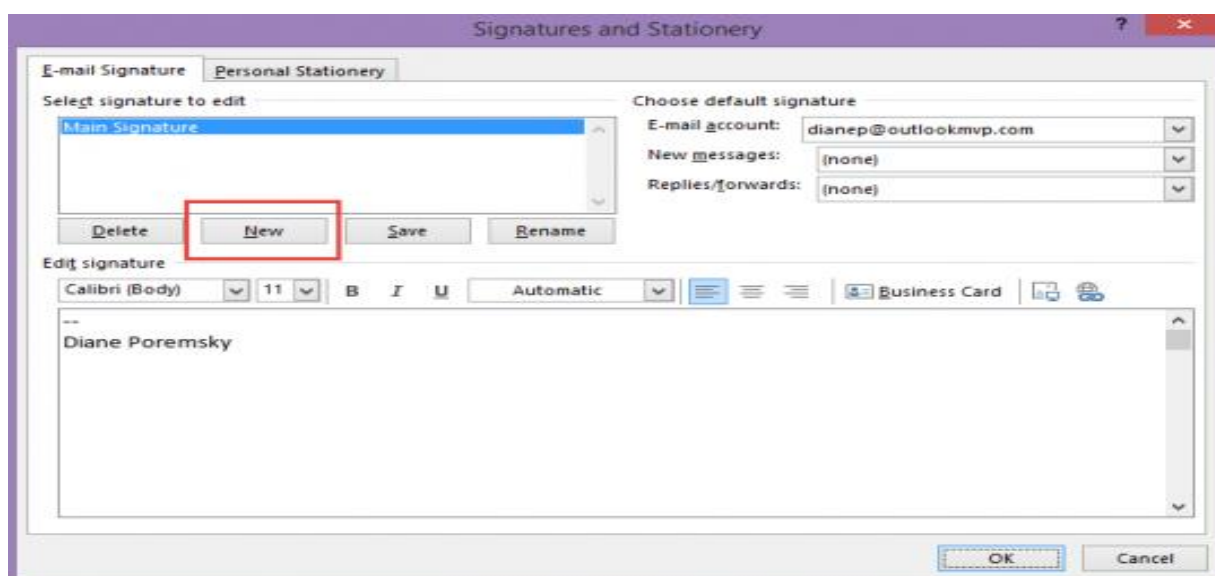 Signatures and Stationery ?
E-mail Signature Personal Stationery
Select signature to edit
Main Signature
Delete New Save Rename
Choose default signature
E-mail account: dianep@outlookmvp.com
New messages: (none)
Replies/forwards: (none)
Edit signature
Calibri (Body) 11 B I U Automatic Business Card
--
Diane Poremsky
OK Cancel